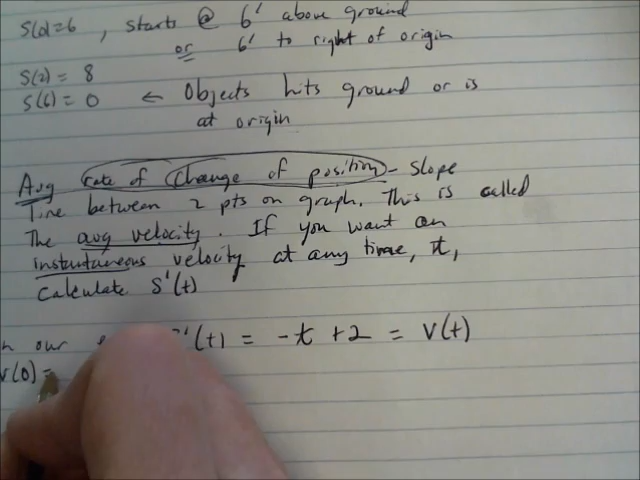 S(0)=6 , starts @ 6' above ground
or 6' to right of origin
S(2) = 8
S(6) = 0 ← Objects hits ground or is
at origin
Avg rate of change of position - slope
line between 2 pts on graph. This is called
The avg velocity. If you want an
instantaneous velocity at any time, t,
calculate S'(t)
our '(t) = -t +2 = v(t)
v(0) =